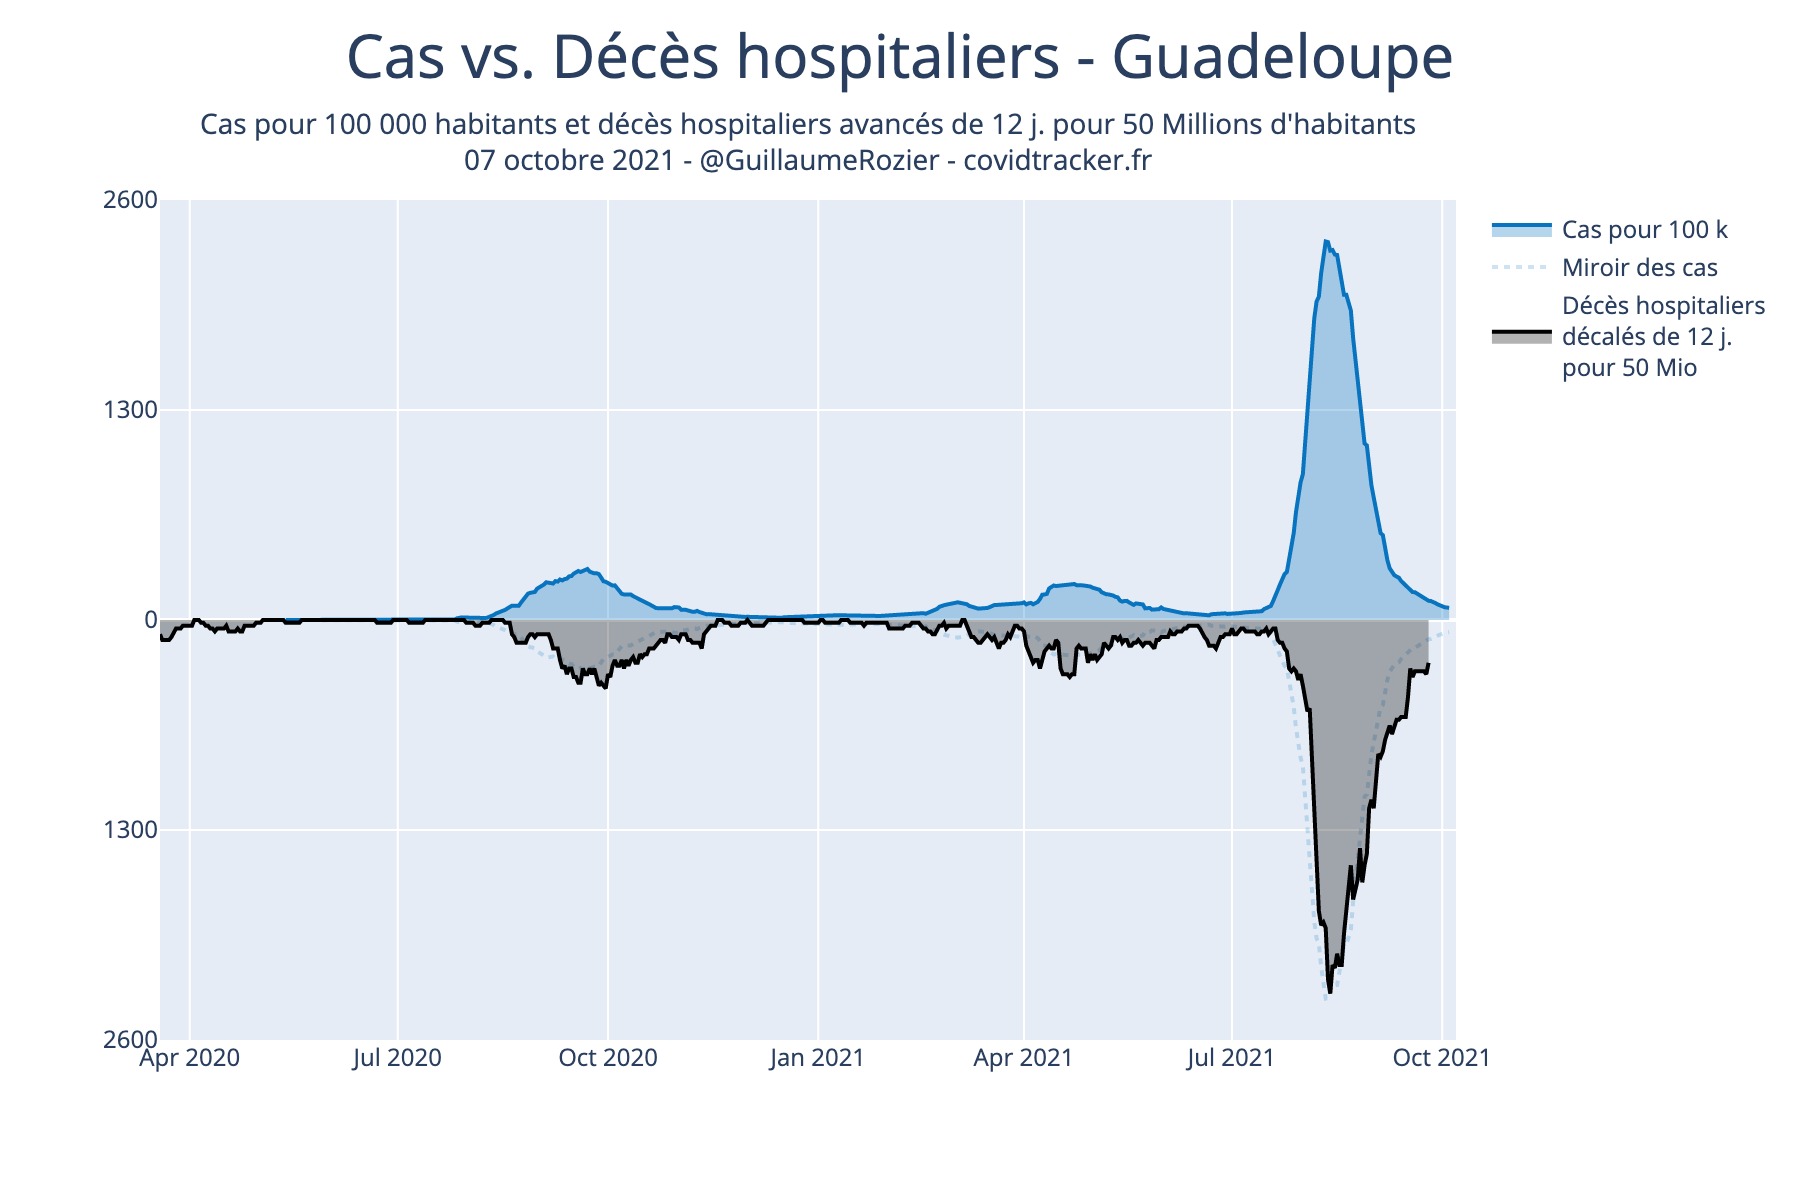 Cas vs. Décès hospitaliers - Guadeloupe
Cas pour 100 000 habitants et décès hospitaliers avancés de 12 j. pour 50 Millions d'habitants
07 octobre 2021 - @GuillaumeRozier - covidtracker.fr
2600
1300
0
1300
2600
Apr 2020
Jul 2020
Oct 2020
Jan 2021
Apr 2021
Jul 2021
Oct 2021
Cas pour 100 k
Miroir des cas
Décès hospitaliers
décalés de 12 j.
pour 50 Mio